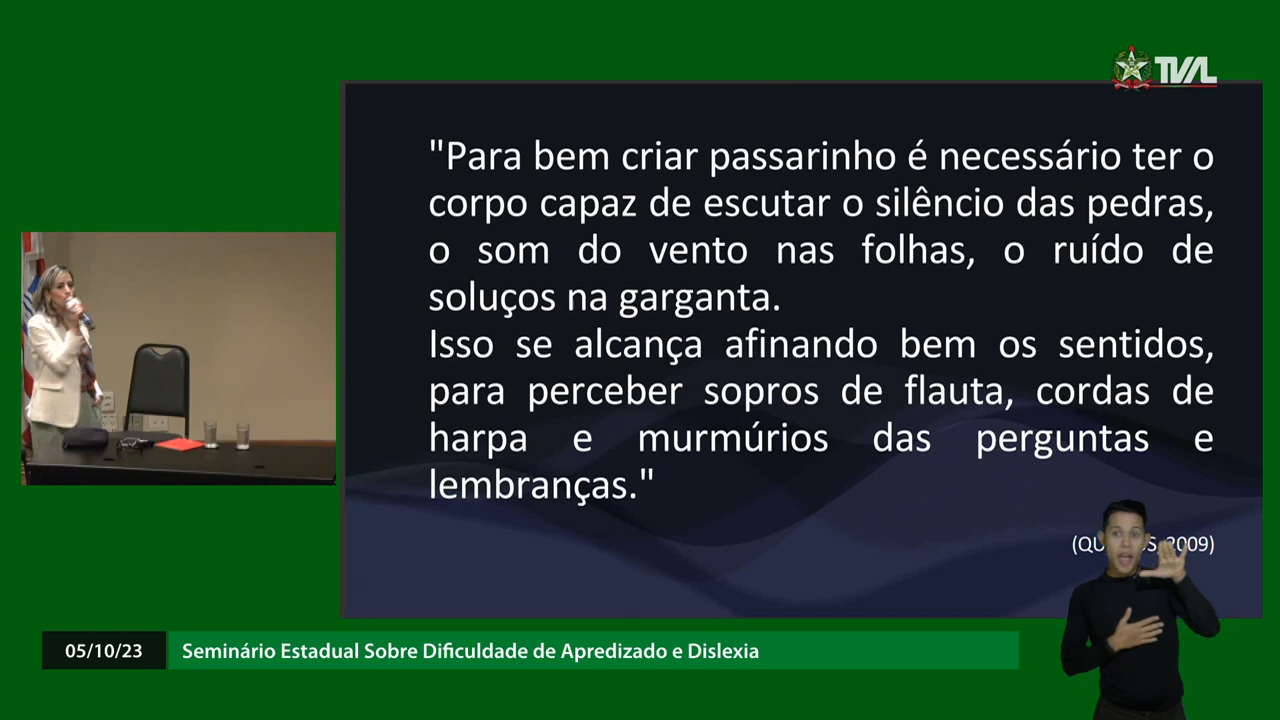 TVAL
"Para bem criar passarinho é necessário ter o
corpo capaz de escutar o silêncio das pedras,
o som do vento nas folhas, o ruído de
soluços na garganta.
Isso se alcança afinando bem os sentidos,
para perceber sopros de flauta, cordas de
harpa e murmúrios das perguntas e
lembranças."
2009)
05/10/23
Seminário Estadual Sobre Dificuldade de Apredizado e Dislexia